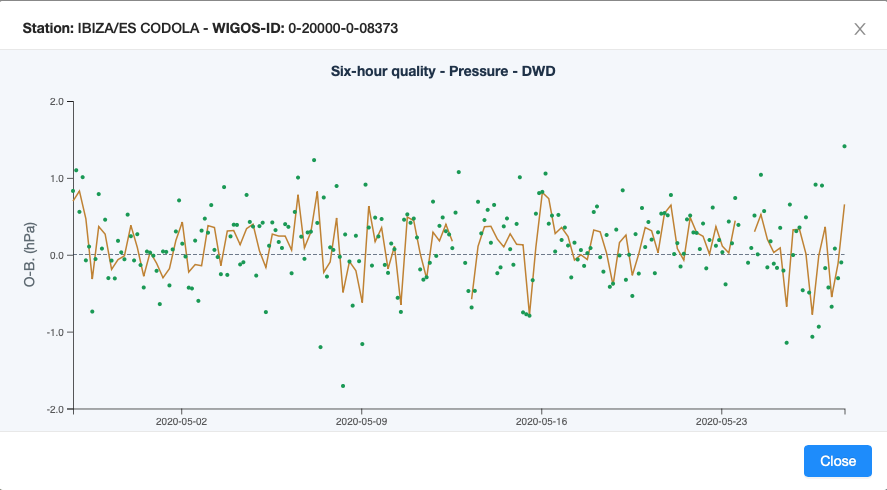 Station: IBIZA/ES CODOLA - WIGOS-ID: 0-20000-0-08373
X
Six-hour quality - Pressure - DWD
O-B. (hPa)
2.0
1.0
0.0
-1.0
-2.0
2020-05-02 2020-05-09 2020-05-16 2020-05-23
Close